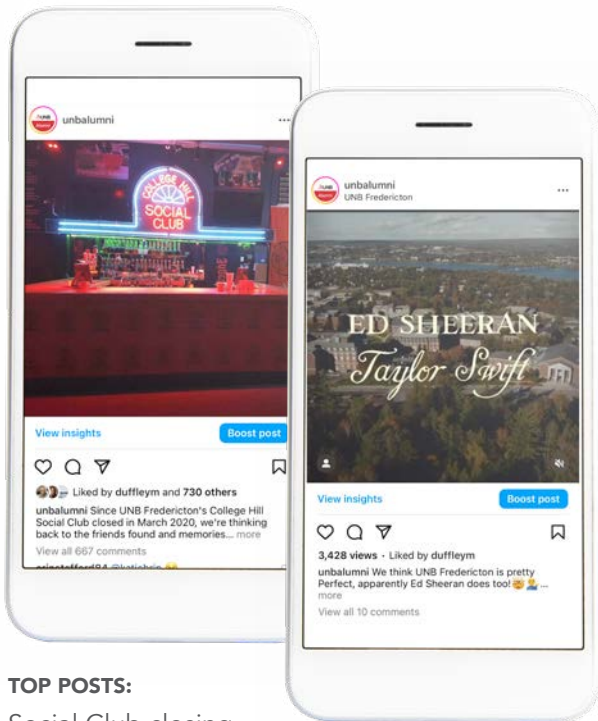 unbalumni
...
COLLEGE HILL
SOCIAL
CLUB
View insights
Boost post
Liked by duffleym and 730 others
unbalumni Since UNB Fredericton's College Hill
Social Club closed in March 2020, we're thinking
back to the friends found and memories... more
View all 667 comments
unbalumni
UNB Fredericton
...
ED SHEERAN
Taylor Swift
View insights
Boost post
3,428 views · Liked by duffleym
unbalumni We think UNB Fredericton is pretty
Perfect, apparently Ed Sheeran does too! 🤯 💁‍♂️ ...
more
View all 10 comments
TOP POSTS:
Social Club closing